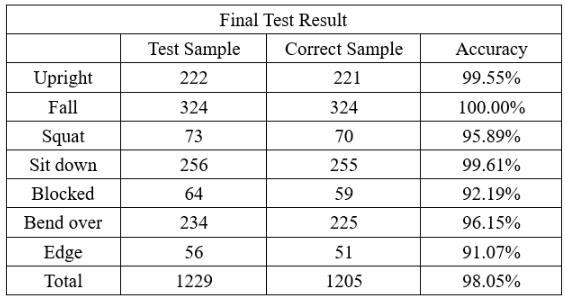 Final Test Result
Test Sample Correct Sample Accuracy
Upright 222 221 99.55%
Fall 324 324 100.00%
Squat 73 70 95.89%
Sit down 256 255 99.61%
Blocked 64 59 92.19%
Bend over 234 225 96.15%
Edge 56 51 91.07%
Total 1229 1205 98.05%